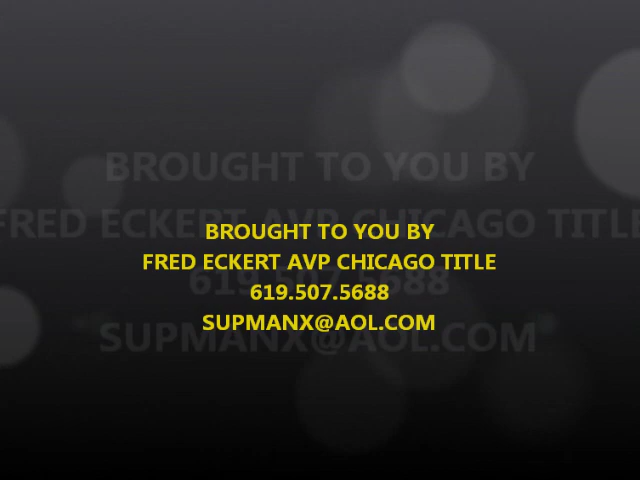 BROUGHT TO YOU BY
FRED ECKERT AVP CHICAGO TITLE
619.507.5688
SUPMANX@AOL.COM